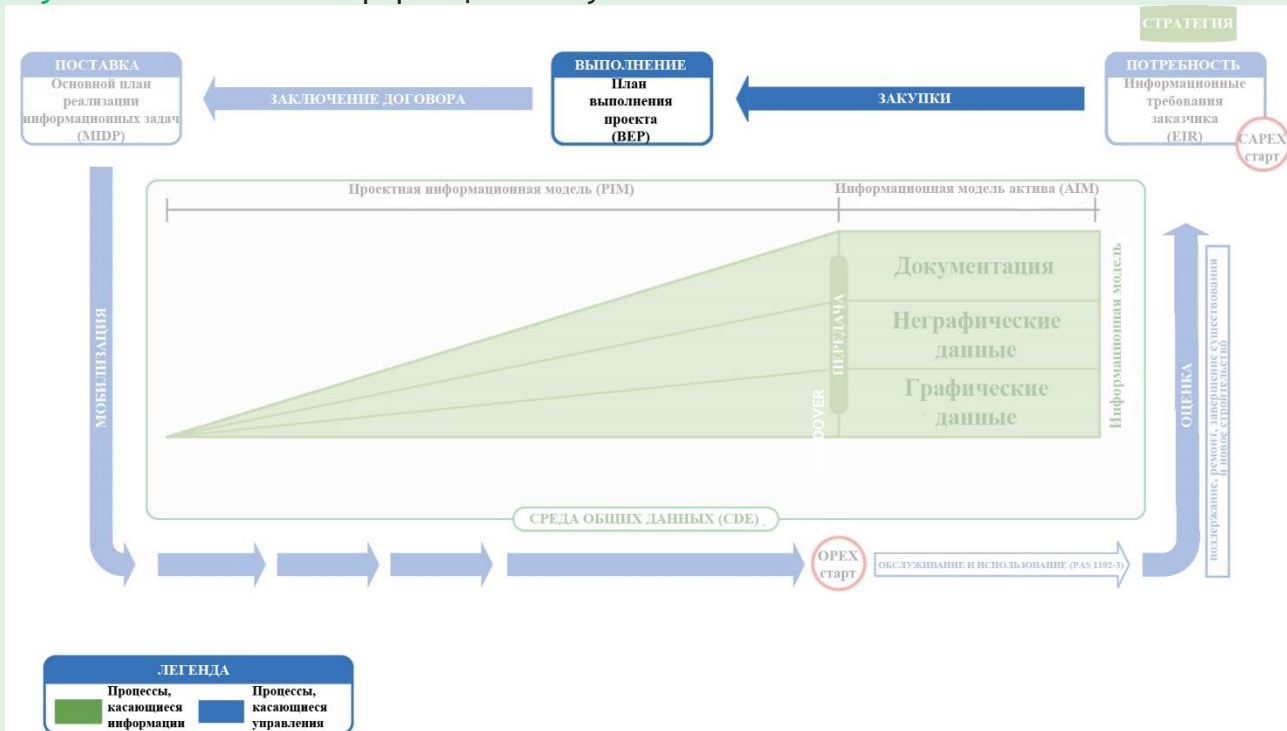 СТРАТЕГИЯ
ПОСТАВКА
Основной план
реализации
информационных задач
(MIDP)
ЗАКЛЮЧЕНИЕ ДОГОВОРА
ВЫПОЛНЕНИЕ
План
выполнения
проекта
(BEP)
ЗАКУПКИ
ПОТРЕБНОСТЬ
Информационные
требования
заказчика
(EIR)
CAPEX
старт
Проектная информационная модель (PIM)
Информационная модель актива (AIM)
МОБИЛИЗАЦИЯ
ПЕРЕДАЧА
Документация
Неграфические
данные
Графические
данные
Информационная модель
ОЦЕНКА
поддержание, ремонт, завершение существования
и новое строительство
СРЕДА ОБЩИХ ДАННЫХ (CDE)
OPEX
старт
ОБСЛУЖИВАНИЕ И ИСПОЛЬЗОВАНИЕ (PAS 1192-3)
ЛЕГЕНДА
Процессы,
касающиеся
информации
Процессы,
касающиеся
управления